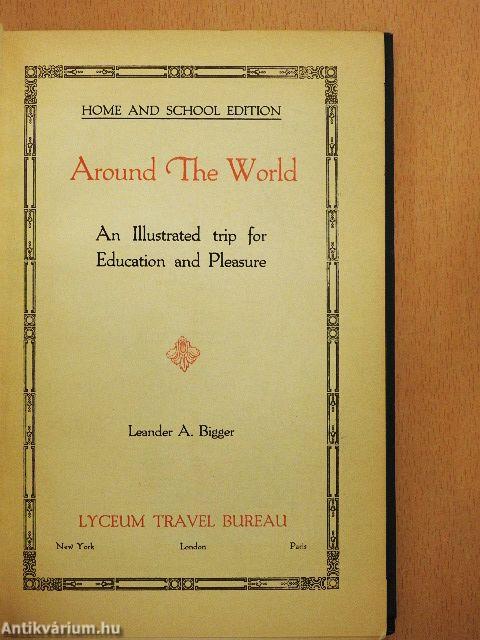 HOME AND SCHOOL EDITION
Around The World
An Illustrated trip for
Education and Pleasure
Leander A. Bigger
LYCEUM TRAVEL BUREAU
New York London Paris
Antikvárium.hu